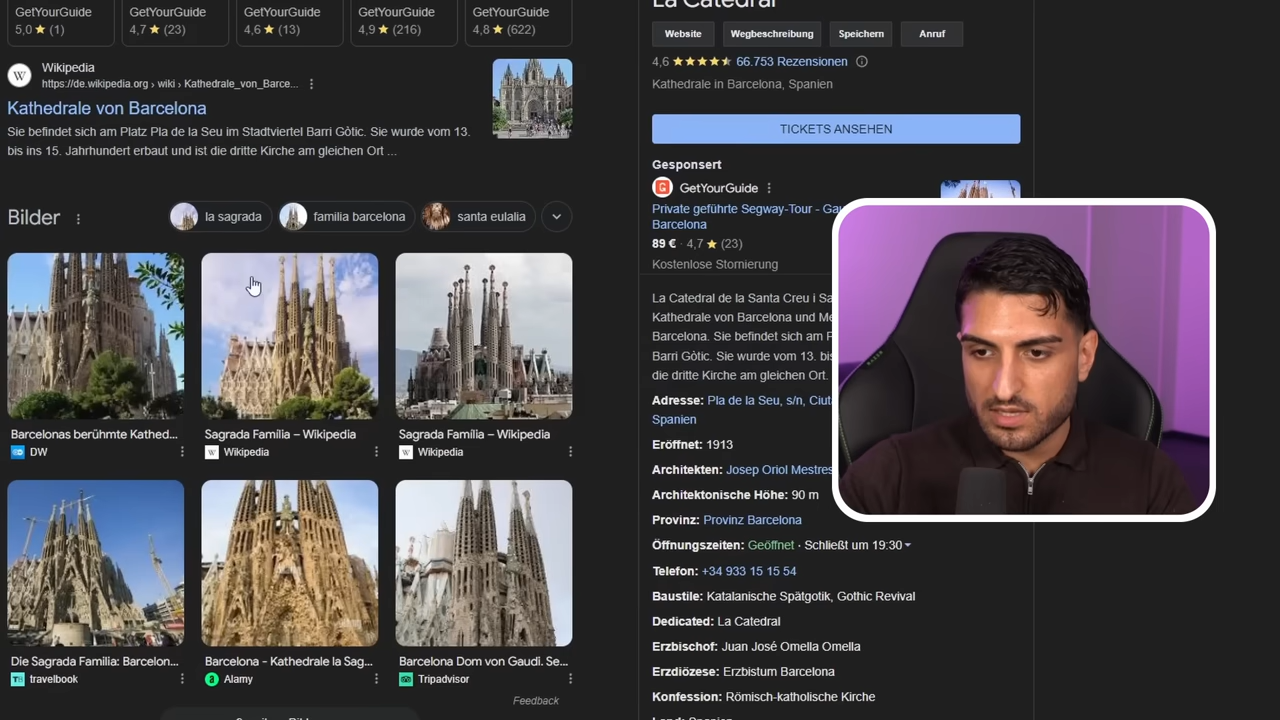 GetYourGuide
5,0 ★ (1)
GetYourGuide
4,7 ★ (23)
GetYourGuide
4,6 ★ (13)
GetYourGuide
4,9 ★ (216)
GetYourGuide
4,8 ★ (622)
W
Wikipedia
https://de.wikipedia.org › wiki › Kathedrale_von_Barce...
Kathedrale von Barcelona
Sie befindet sich am Platz Pla de la Seu im Stadtviertel Barri Gòtic. Sie wurde vom 13.
bis ins 15. Jahrhundert erbaut und ist die dritte Kirche am gleichen Ort ...
Bilder
la sagrada
familia barcelona
santa eulalia
Barcelonas berühmte Kathed...
DW
Sagrada Família – Wikipedia
W Wikipedia
Sagrada Família – Wikipedia
W Wikipedia
Die Sagrada Familia: Barcelon...
travelbook
Barcelona - Kathedrale la Sag...
a Alamy
Barcelona Dom von Gaudi. Se...
Tripadvisor
Feedback
La Catedral
Website
Wegbeschreibung
Speichern
Anruf
4,6 ★★★★★ 66.753 Rezensionen
Kathedrale in Barcelona, Spanien
TICKETS ANSEHEN
Gesponsert
G GetYourGuide
Private geführte Segway-Tour - Gau
Barcelona
89 € · 4,7 ★ (23)
Kostenlose Stornierung
La Catedral de la Santa Creu i Sa
Kathedrale von Barcelona und Me
Barcelona. Sie befindet sich am P
Barri Gòtic. Sie wurde vom 13. bis
die dritte Kirche am gleichen Ort.
Adresse: Pla de la Seu, s/n, Ciut
Spanien
Eröffnet: 1913
Architekten: Josep Oriol Mestres
Architektonische Höhe: 90 m
Provinz: Provinz Barcelona
Öffnungszeiten: Geöffnet · Schließt um 19:30
Telefon: +34 933 15 15 54
Baustile: Katalanische Spätgotik, Gothic Revival
Dedicated: La Catedral
Erzbischof: Juan José Omella Omella
Erzdiözese: Erzbistum Barcelona
Konfession: Römisch-katholische Kirche